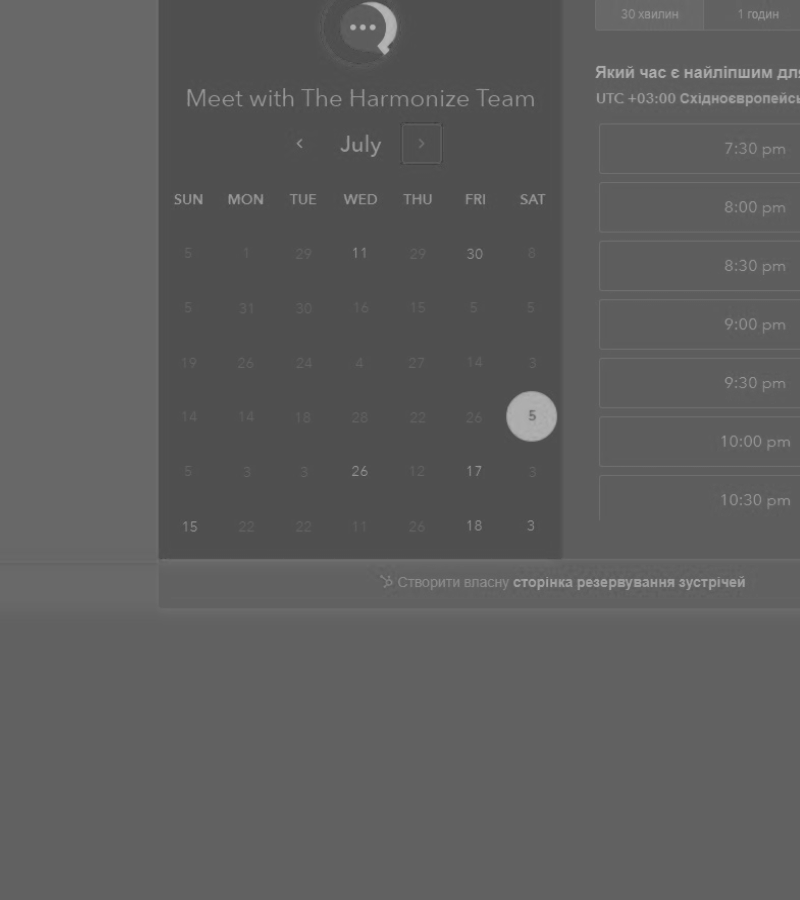 30 хвилин 1 годин
Meet with The Harmonize Team
July
SUN MON TUE WED THU FRI SAT
5 1 29 11 29 30 8
5 31 30 16 15 5 5
19 26 24 4 27 14 3
14 14 18 28 22 26 5
5 3 3 26 12 17 3
15 22 22 11 26 18 3
Який час є найліпшим для
UTC +03:00 Східноєвропейсь
7:30 pm
8:00 pm
8:30 pm
9:00 pm
9:30 pm
10:00 pm
10:30 pm
Створити власну сторінка резервування зустрічей